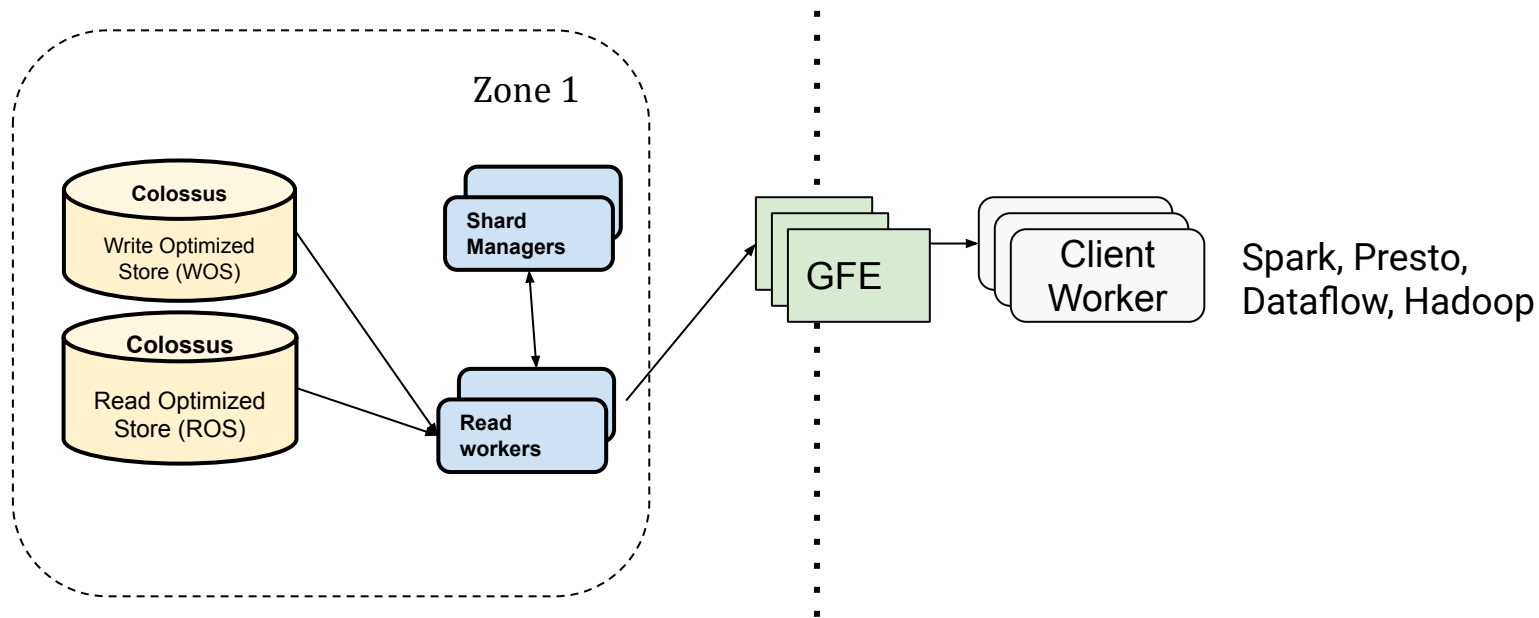 Zone 1
Colossus
Write Optimized
Store (WOS)
Shard
Managers
Colossus
Read Optimized
Store (ROS)
Read
workers
GFE
Client
Worker
Spark, Presto,
Dataflow, Hadoop